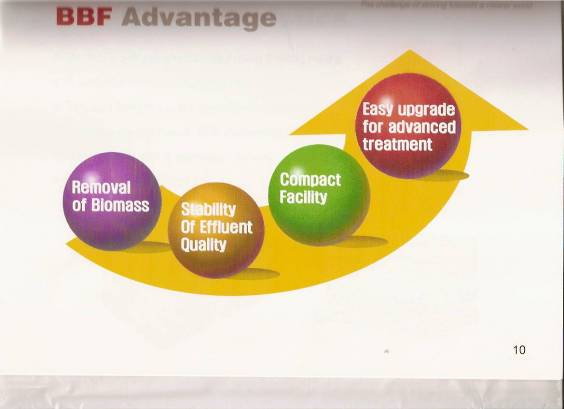 BBF Advantage
Easy upgrade
for advanced
treatment
Compact
Facility
Removal
of Biomass
Stability
Of Effluent
Quality
10